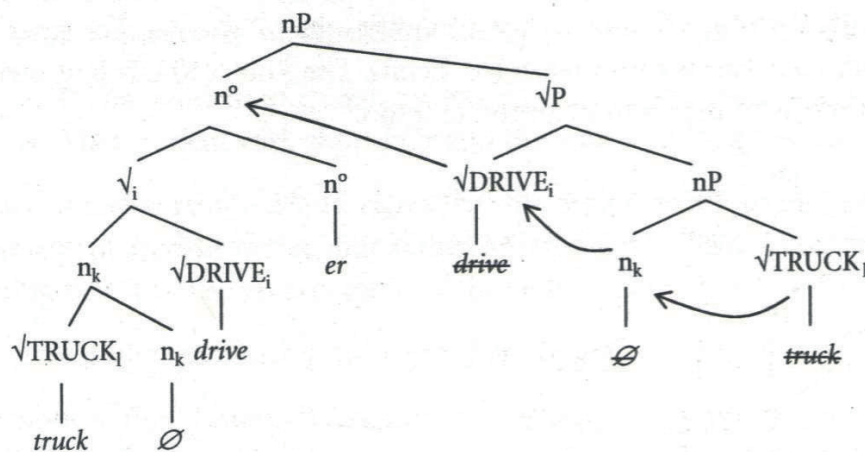 nP
n° √P
√i n° √DRIVEi nP
nk √DRIVEi er drive nk √TRUCKl
√TRUCKl nk drive ∅ truck
truck ∅